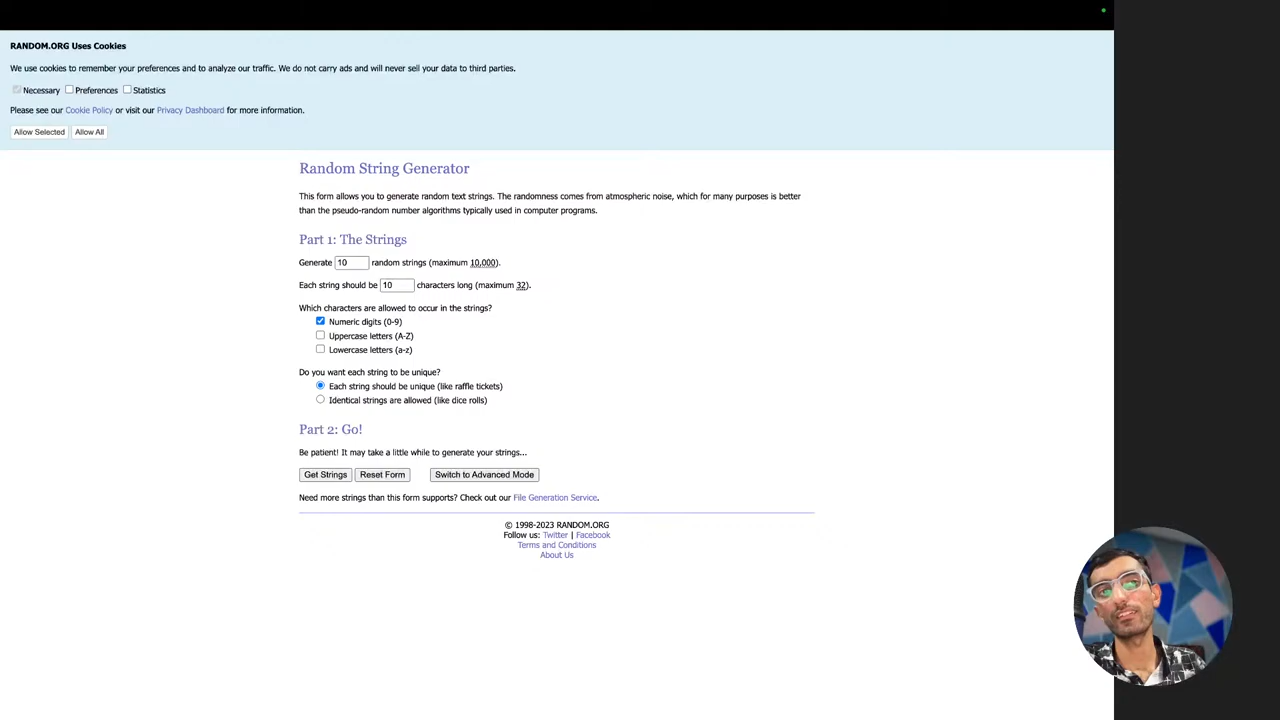 RANDOM.ORG Uses Cookies
We use cookies to remember your preferences and to analyze our traffic. We do not carry ads and will never sell your data to third parties.
Necessary Preferences Statistics
Please see our Cookie Policy or visit our Privacy Dashboard for more information.
Allow Selected Allow All
Random String Generator
This form allows you to generate random text strings. The randomness comes from atmospheric noise, which for many purposes is better
than the pseudo-random number algorithms typically used in computer programs.
Part 1: The Strings
Generate 10 random strings (maximum 10,000).
Each string should be 10 characters long (maximum 32).
Which characters are allowed to occur in the strings?
Numeric digits (0-9)
Uppercase letters (A-Z)
Lowercase letters (a-z)
Do you want each string to be unique?
Each string should be unique (like raffle tickets)
Identical strings are allowed (like dice rolls)
Part 2: Go!
Be patient! It may take a little while to generate your strings...
Get Strings Reset Form Switch to Advanced Mode
Need more strings than this form supports? Check out our File Generation Service.
© 1998-2023 RANDOM.ORG
Follow us: Twitter | Facebook
Terms and Conditions
About Us